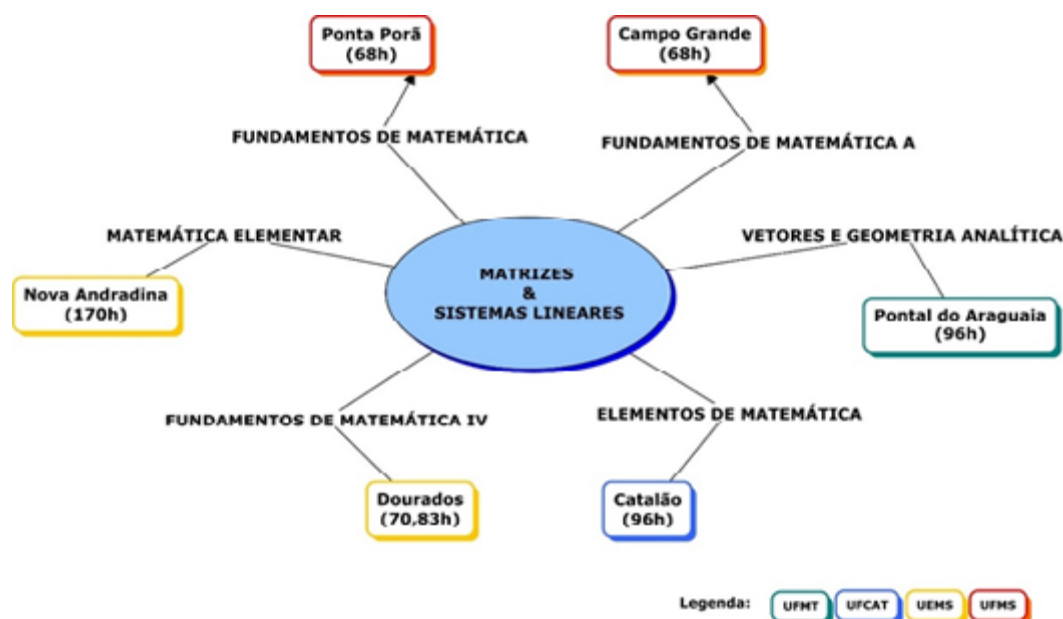 Ponta Porã
(68h)
Campo Grande
(68h)
FUNDAMENTOS DE MATEMÁTICA
FUNDAMENTOS DE MATEMÁTICA A
MATEMÁTICA ELEMENTAR
VETORES E GEOMETRIA ANALÍTICA
Nova Andradina
(170h)
MATRIZES
&
SISTEMAS LINEARES
Pontal do Araguaia
(96h)
FUNDAMENTOS DE MATEMÁTICA IV
ELEMENTOS DE MATEMÁTICA
Dourados
(70,83h)
Catalão
(96h)
Legenda:
UFMT
UFCAT
UEMS
UFMS